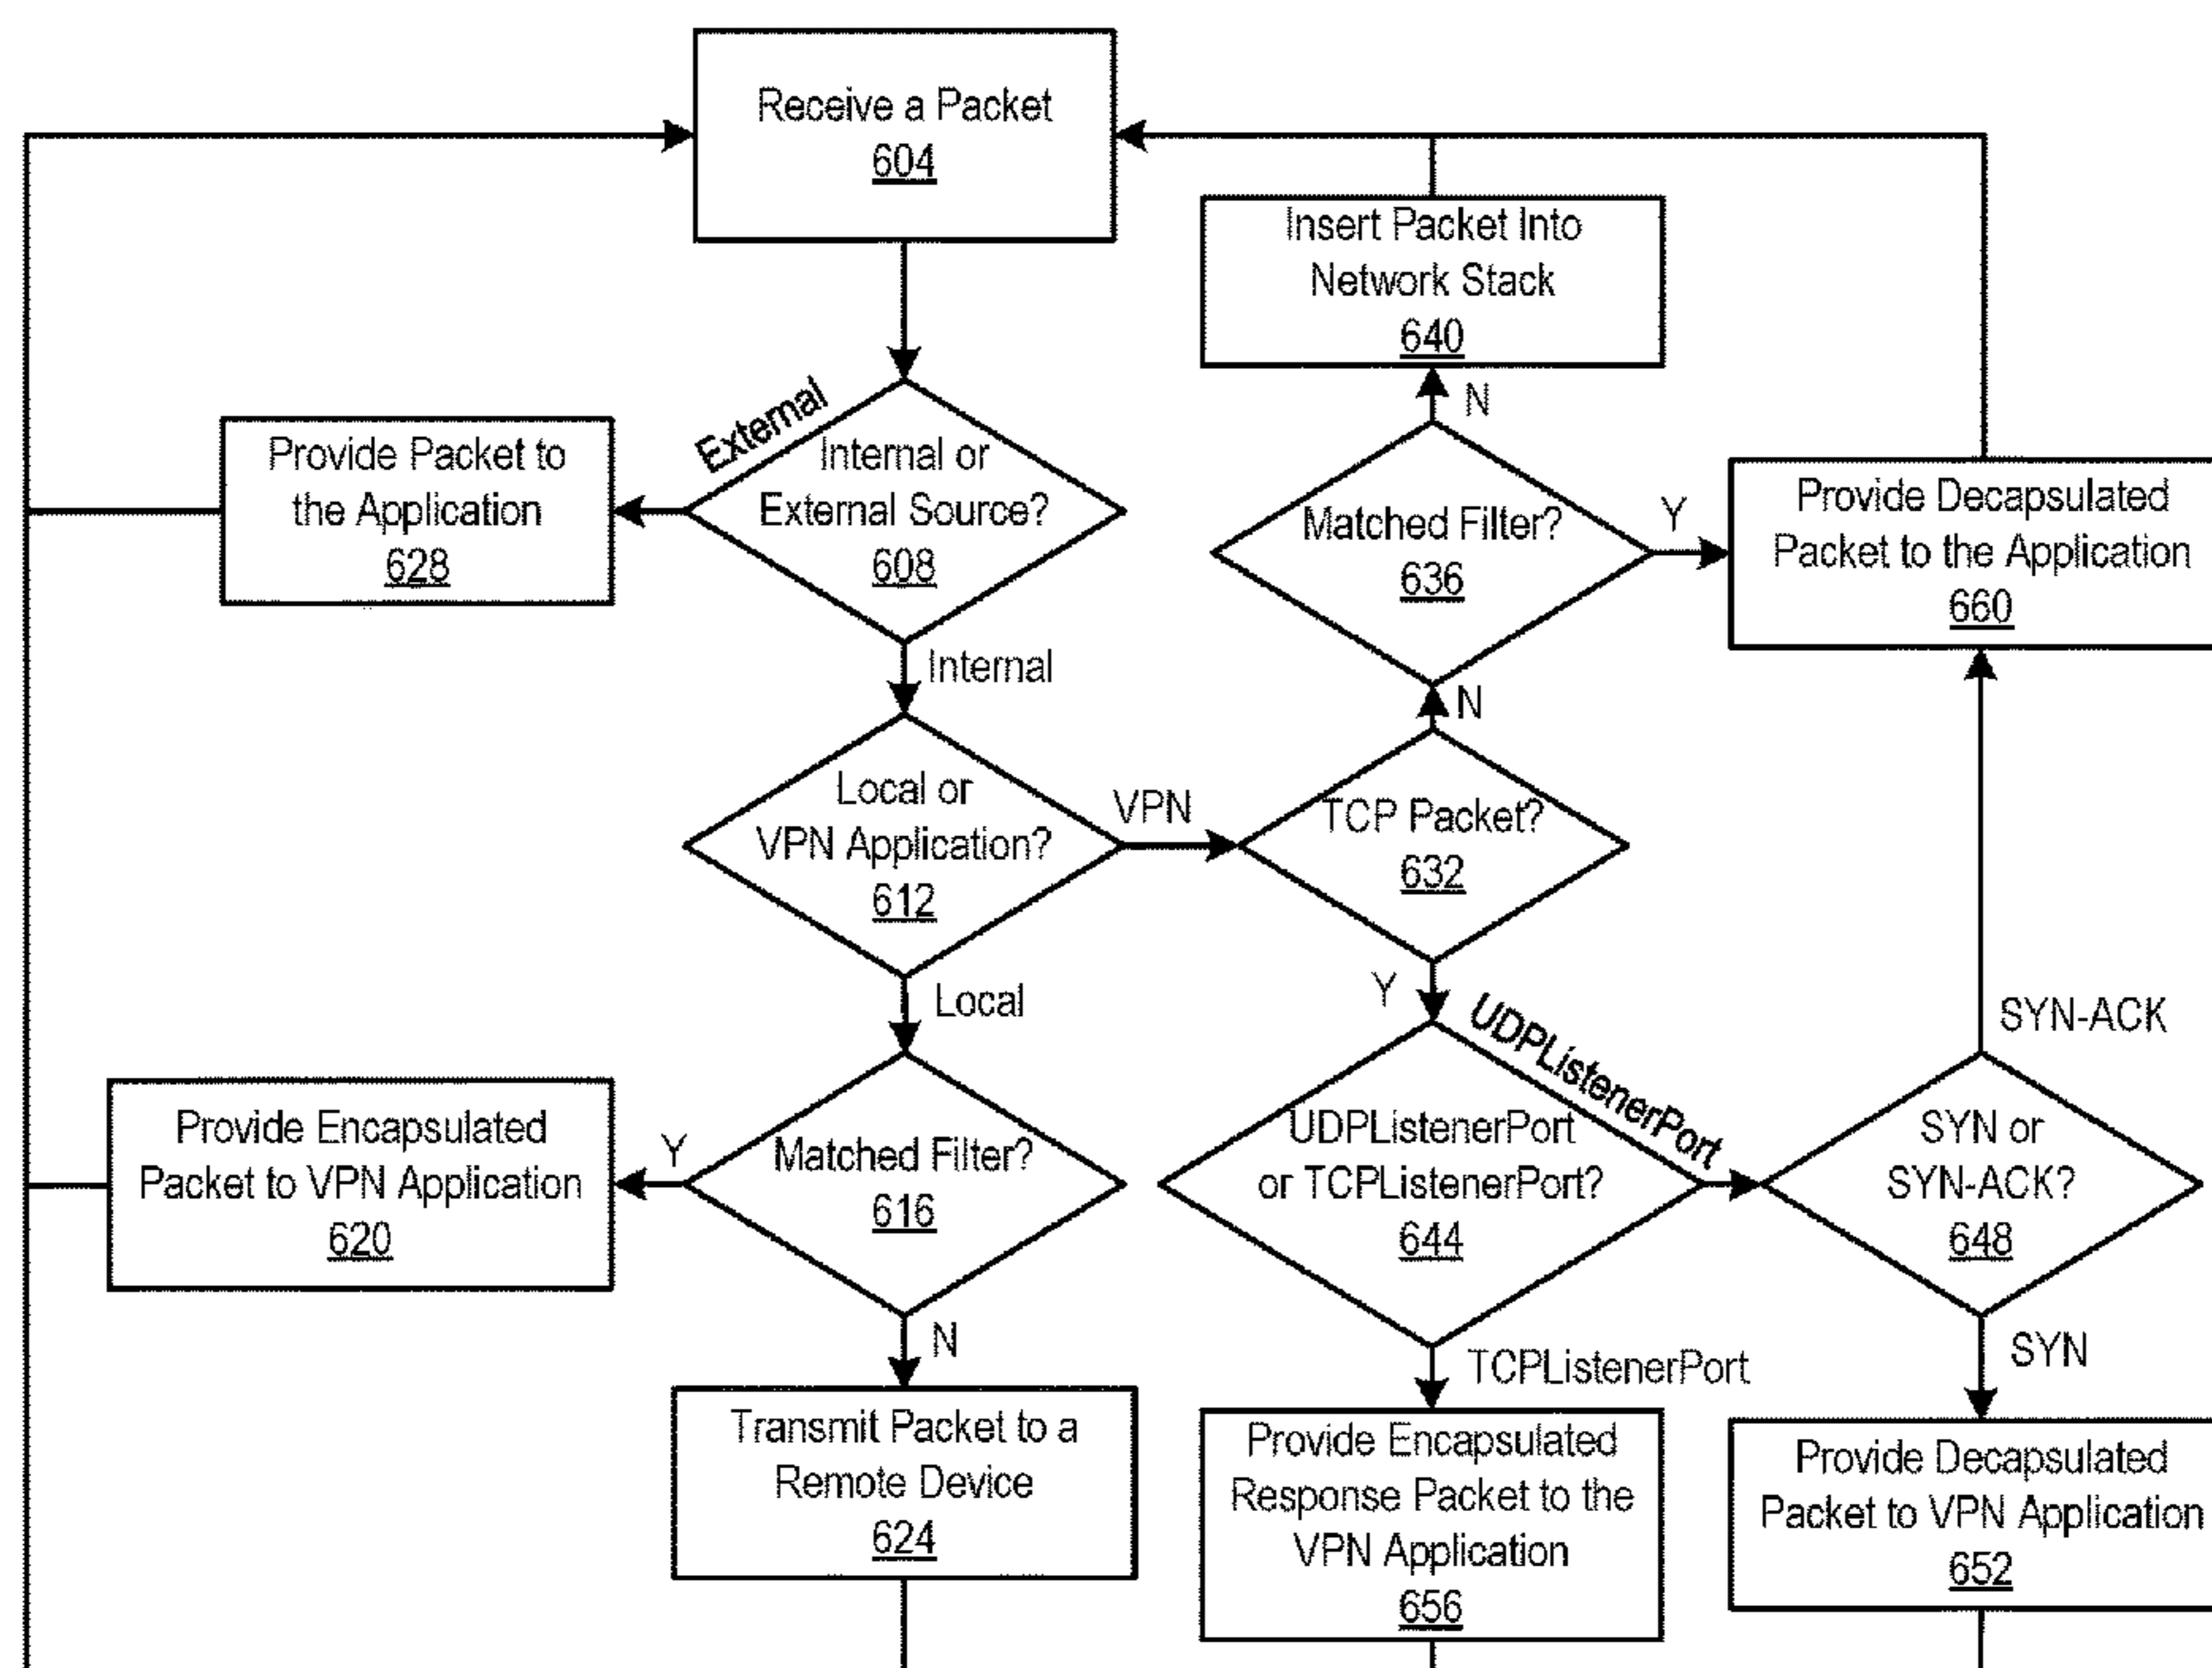 Receive a Packet
604
Insert Packet Into
Network Stack
640
External
N
Provide Packet to
the Application
628
Internal or
External Source?
608
Matched Filter?
636
Y
Provide Decapsulated
Packet to the Application
660
Internal
N
Local or
VPN Application?
612
VPN
TCP Packet?
632
Local
Y
UDPListenerPort
SYN-ACK
Provide Encapsulated
Packet to VPN Application
620
Y
Matched Filter?
616
UDPListenerPort
or TCPListenerPort?
644
SYN or
SYN-ACK?
648
N
TCPListenerPort
SYN
Transmit Packet to a
Remote Device
624
Provide Encapsulated
Response Packet to the
VPN Application
656
Provide Decapsulated
Packet to VPN Application
652